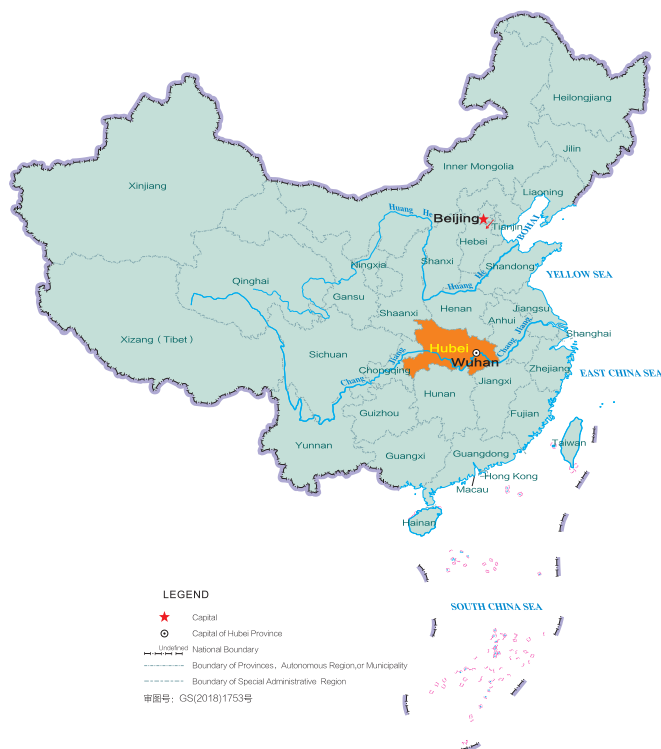 Heilongjiang
Jilin
Inner Mongolia
Xinjiang
Liaoning
Huang He
Beijing
Tianjin
BOHAI
Hebei
Ningxia
Shanxi
Shandong
YELLOW SEA
Qinghai
Huang He
Gansu
Shaanxi
Henan
Jiangsu
Anhui
Chang Jiang
Shanghai
Xizang ( Tibet )
Hubei
Sichuan
Wuhan
Chongqing
Chang Jiang
Zhejiang
EAST CHINA SEA
Jiangxi
Hunan
Guizhou
Fujian
Yunnan
Taiwan
Guangxi
Guangdong
Hong Kong
Macau
Hainan
SOUTH CHINA SEA
LEGEND
Capital
Capital of Hubei Province
Undefined
National Boundary
Boundary of Provinces, Autonomous Region,or Municipality
Boundary of Special Administrative Region
审图号：GS(2018)1753号